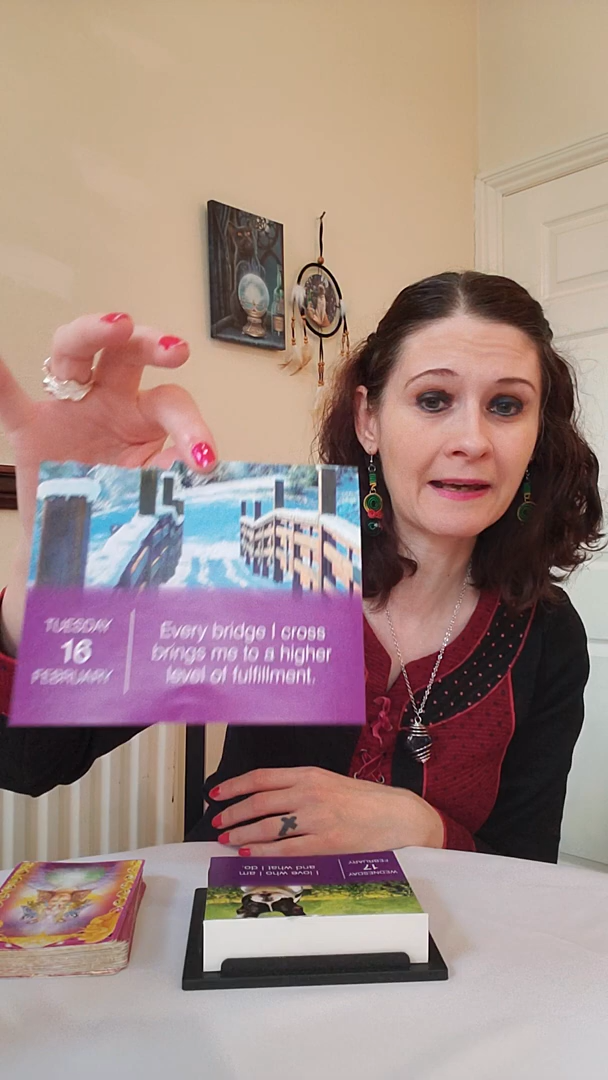 TUESDAY
16
FEBRUARY
Every bridge I cross
brings me to a higher
level of fulfillment.
WEDNESDAY
17
FEBRUARY
I love who I am
and what I do.